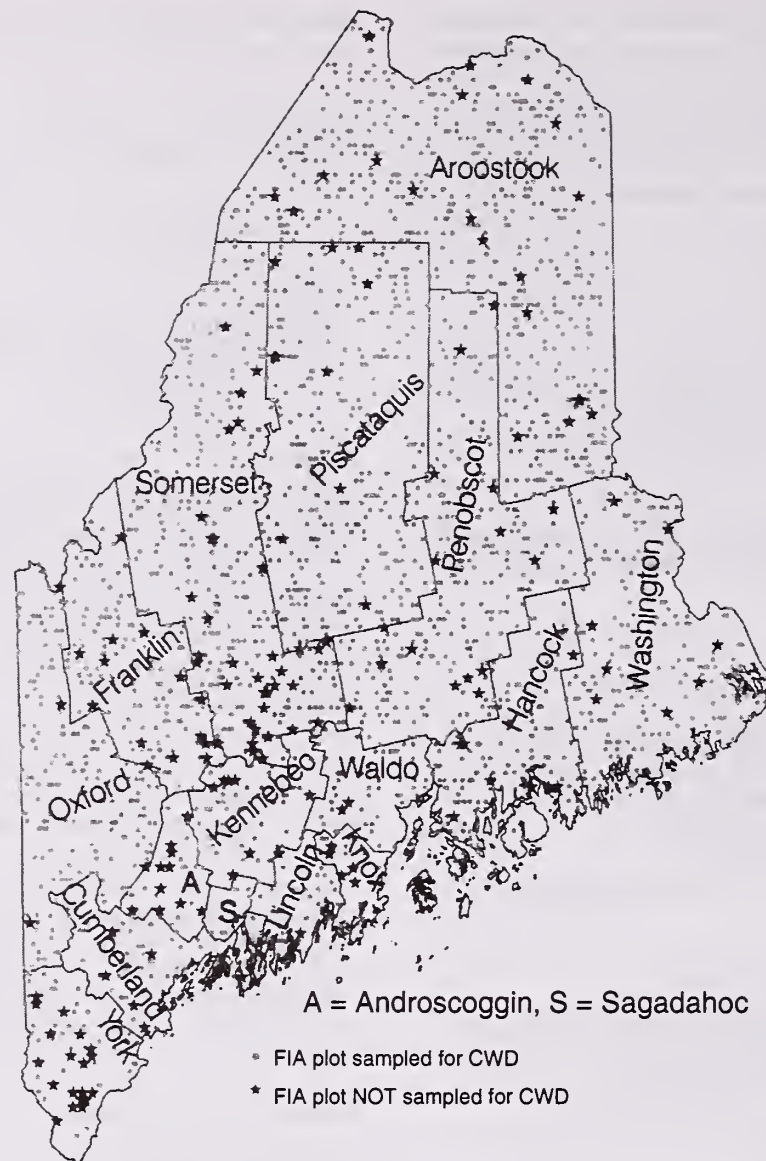 Aroostook
Piscataquis
Penobscot
Somerset
Washington
Hancock
Franklin
Oxford
Waldo
Kennebec
Knox
Lincoln
A
S
Cumberland
York
A = Androscoggin, S = Sagadahoc
FIA plot sampled for CWD
FIA plot NOT sampled for CWD